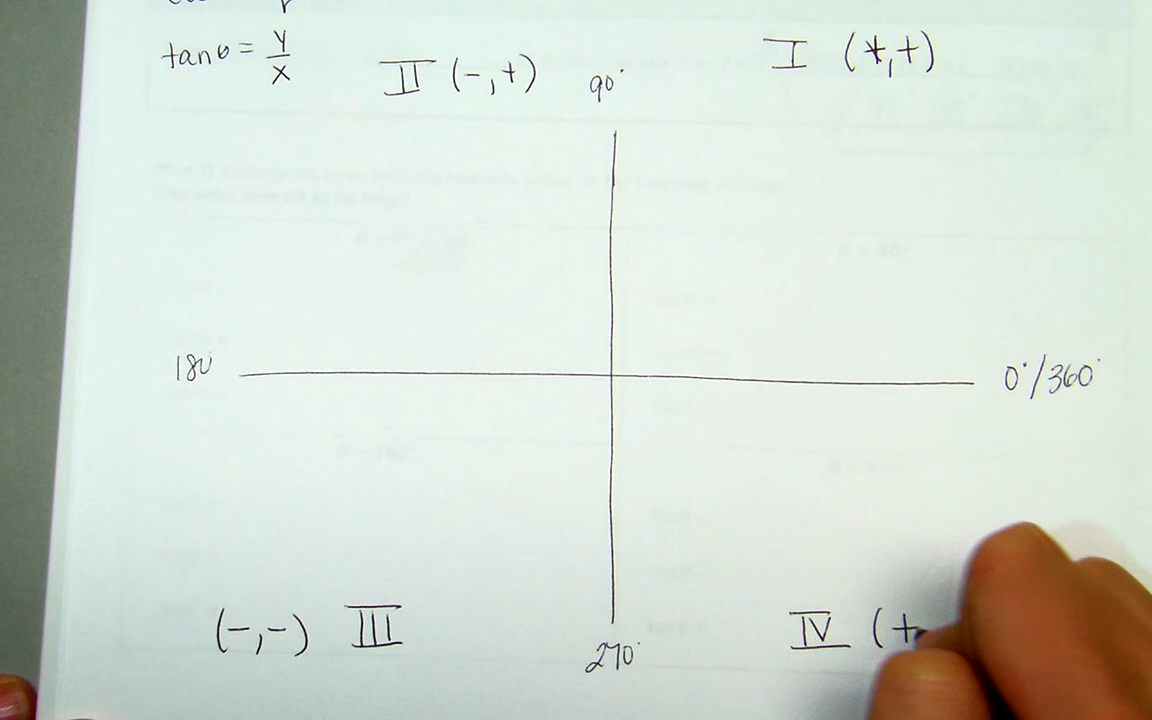 tanθ = y/x
II (-,+)
90°
I (+,+)
180°
0°/360°
(-,-) III
270°
IV (+